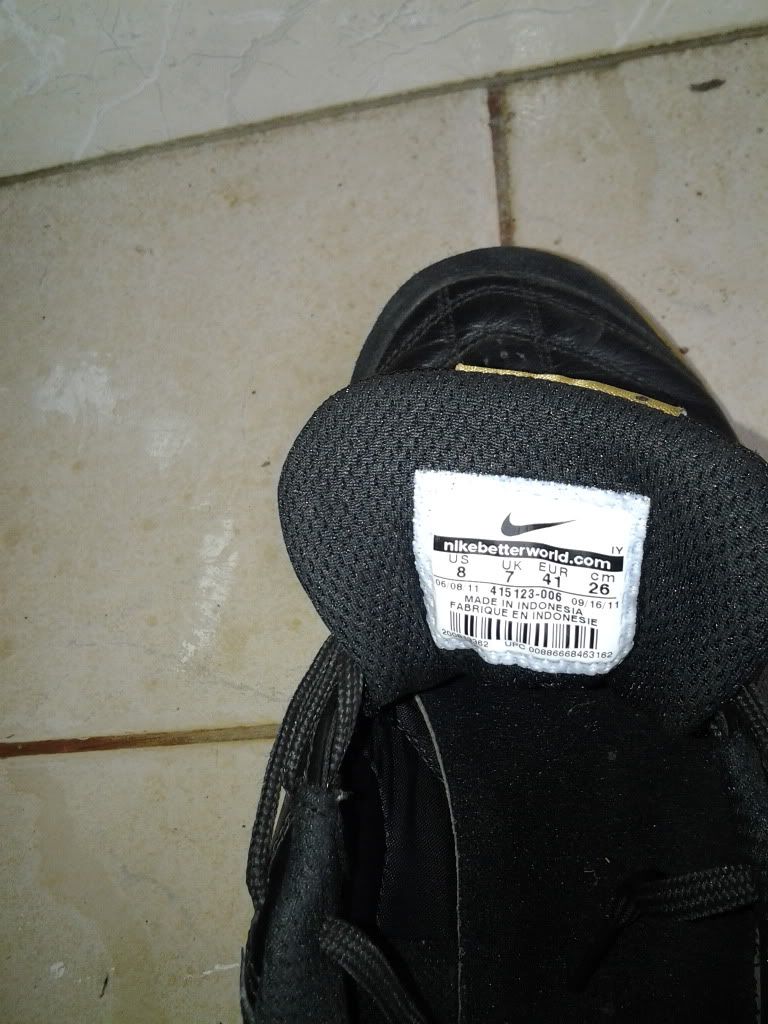 nikebetterworld.com IY
US UK EUR cm
8 7 41 26
06/08 11 415123-006 09/16/11
MADE IN INDONESIA
FABRIQUE EN INDONESIE
UPC 00886668463162